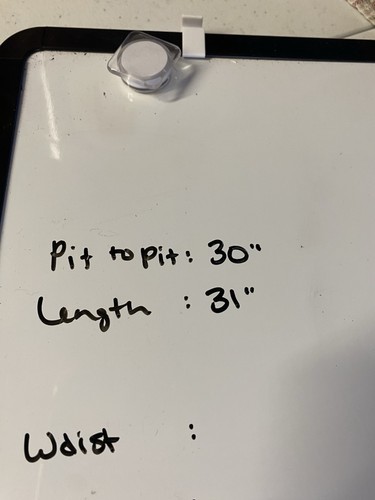 Pit to pit: 30"
Length : 31"
Waist :